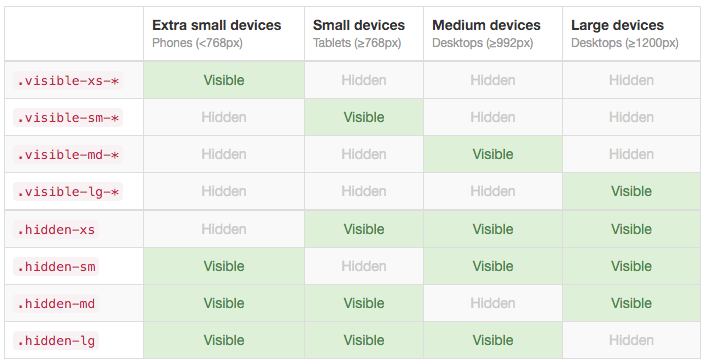 Extra small devices Small devices Medium devices Large devices
Phones (<768px) Tablets (≥768px) Desktops (≥992px) Desktops (≥1200px)
.visible-xs-* Visible Hidden Hidden Hidden
.visible-sm-* Hidden Visible Hidden Hidden
.visible-md-* Hidden Hidden Visible Hidden
.visible-lg-* Hidden Hidden Hidden Visible
.hidden-xs Hidden Visible Visible Visible
.hidden-sm Visible Hidden Visible Visible
.hidden-md Visible Visible Hidden Visible
.hidden-lg Visible Visible Visible Hidden